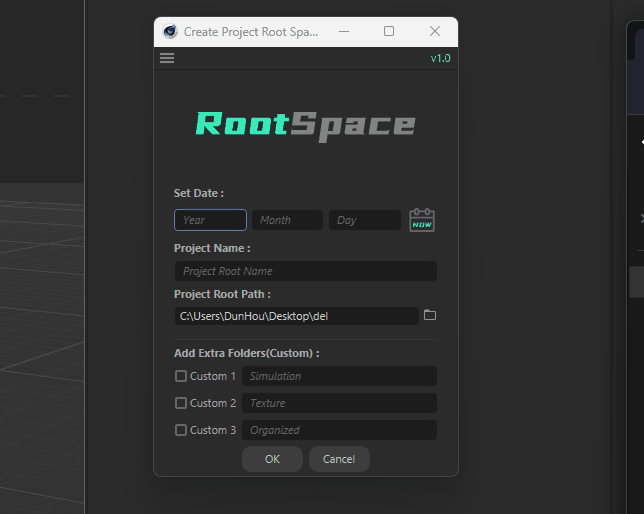 Create Project Root Spa...
v1.0
RootSpace
Set Date :
Year Month Day NOW
Project Name :
Project Root Name
Project Root Path :
C:\Users\DunHou\Desktop\del
Add Extra Folders(Custom) :
Custom 1 Simulation
Custom 2 Texture
Custom 3 Organized
OK Cancel